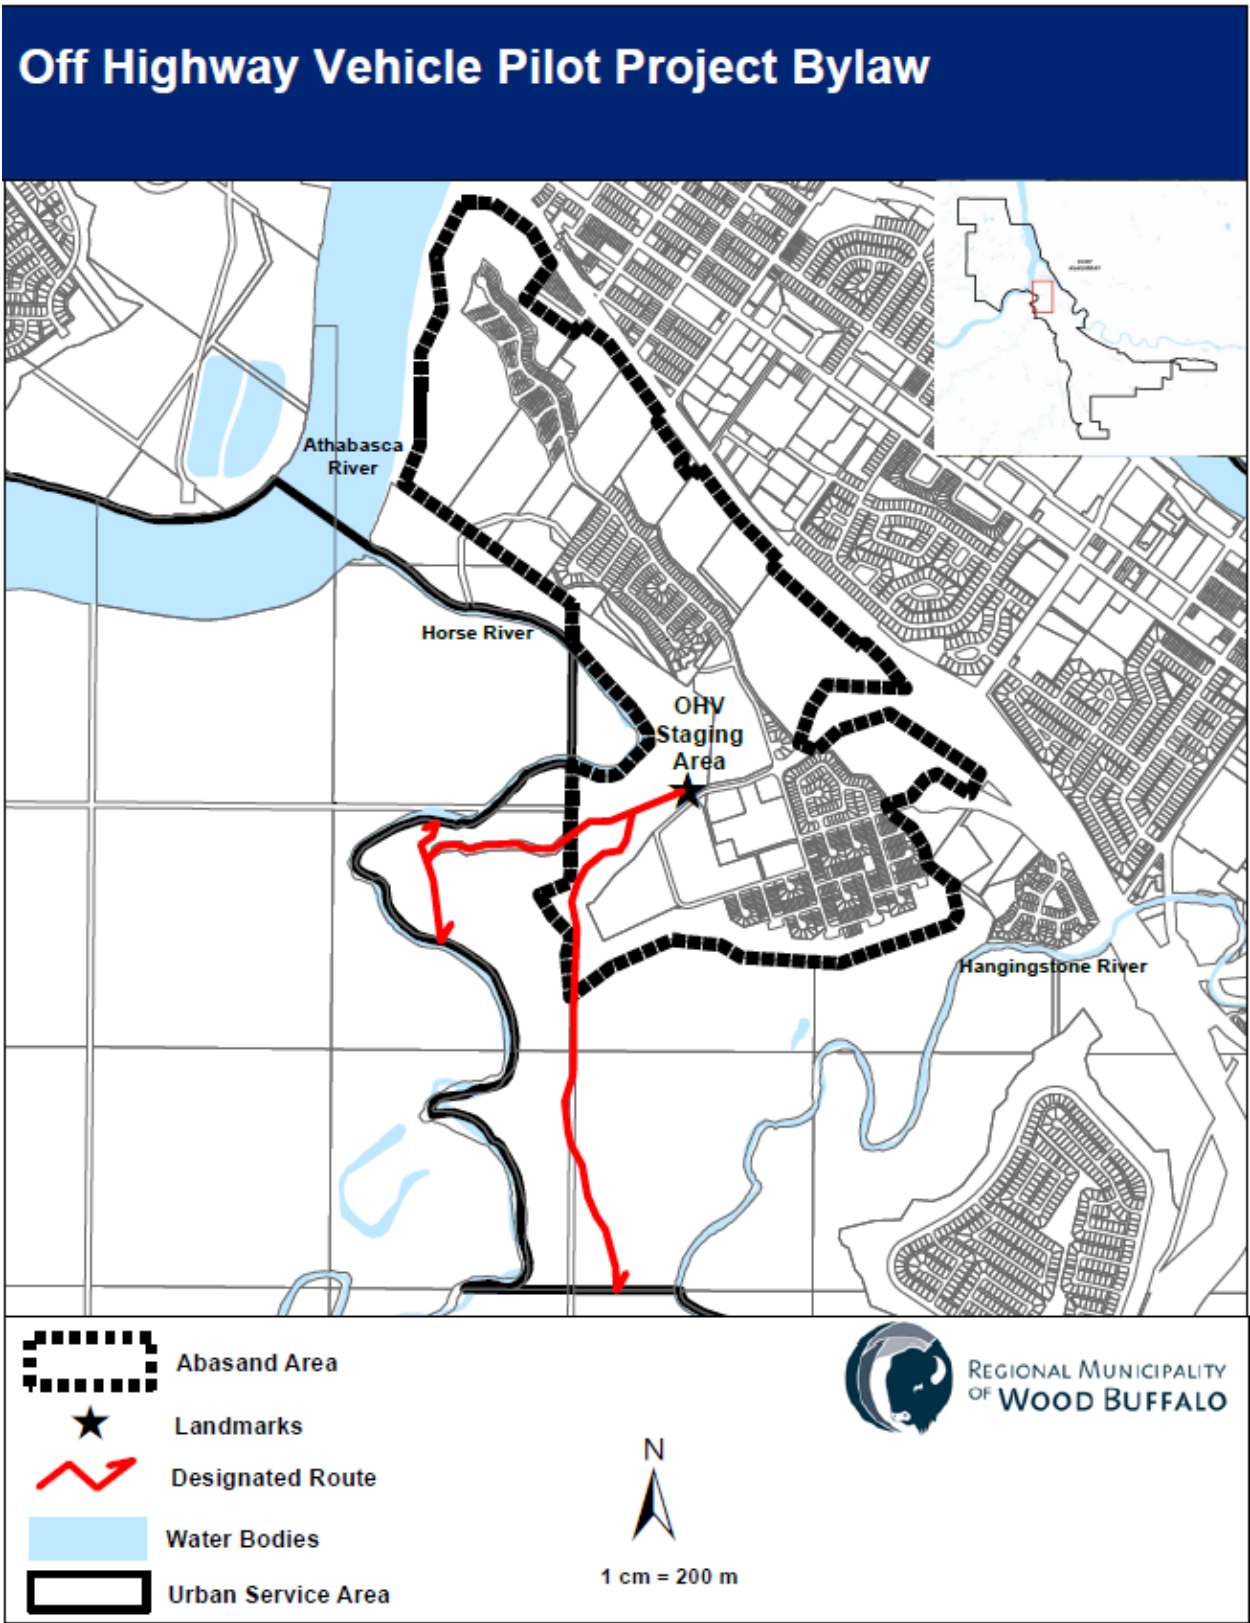 Off Highway Vehicle Pilot Project Bylaw
Athabasca
River
Horse River
OHV
Staging
Area
Hangingstone River
Abasand Area
Landmarks
Designated Route
Water Bodies
Urban Service Area
N
1 cm = 200 m
REGIONAL MUNICIPALITY
OF WOOD BUFFALO